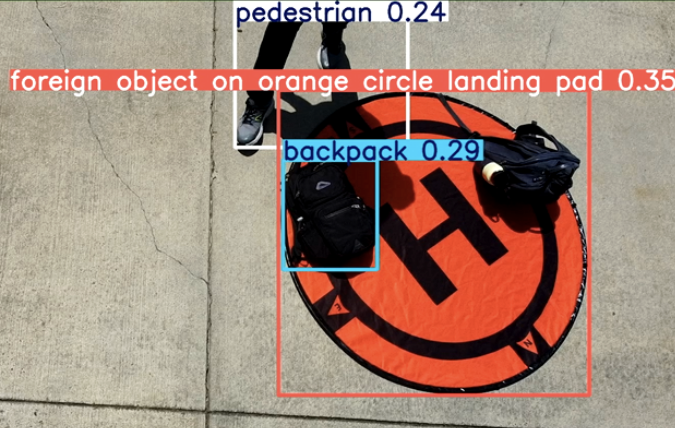 pedestrian 0.24
foreign object on orange circle landing pad 0.35
backpack 0.29
H
N